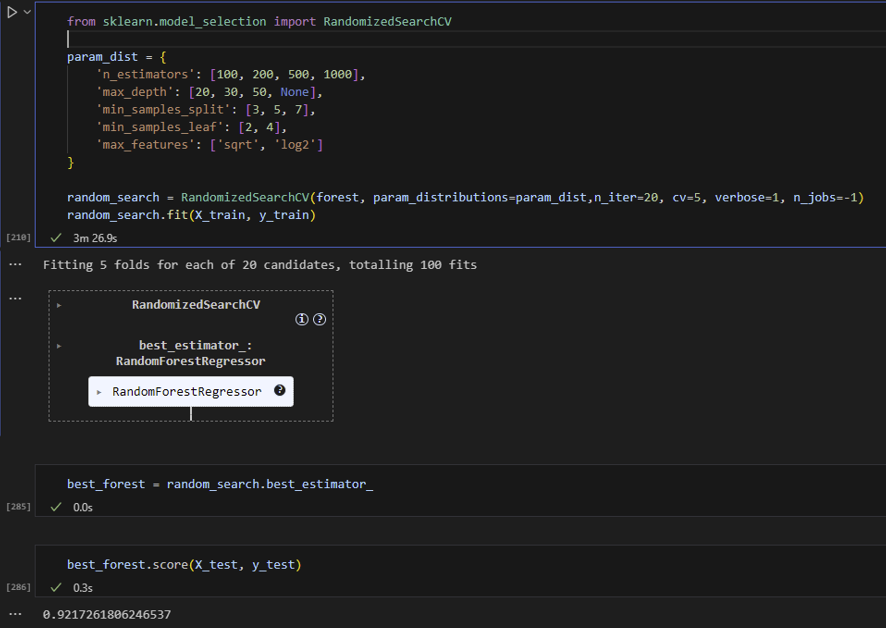 from sklearn.model_selection import RandomizedSearchCV
param_dist = {
    'n_estimators': [100, 200, 500, 1000],
    'max_depth': [20, 30, 50, None],
    'min_samples_split': [3, 5, 7],
    'min_samples_leaf': [2, 4],
    'max_features': ['sqrt', 'log2']
}
random_search = RandomizedSearchCV(forest, param_distributions=param_dist,n_iter=20, cv=5, verbose=1, n_jobs=-1)
random_search.fit(X_train, y_train)
[210] 3m 26.9s
Fitting 5 folds for each of 20 candidates, totalling 100 fits
RandomizedSearchCV
i ?
best_estimator_:
RandomForestRegressor
RandomForestRegressor ?
best_forest = random_search.best_estimator_
[285] 0.0s
best_forest.score(X_test, y_test)
[286] 0.3s
0.9217261806246537